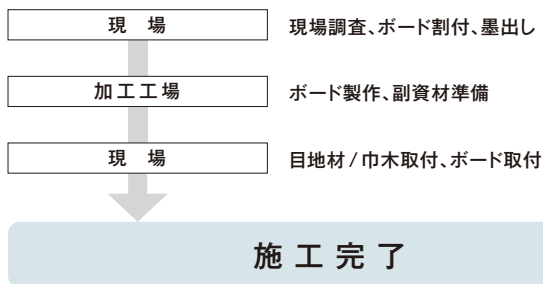 現 場
現場調査、ボード割付、墨出し
加工工場
ボード製作、副資材準備
現 場
目地材/巾木取付、ボード取付
施工完了